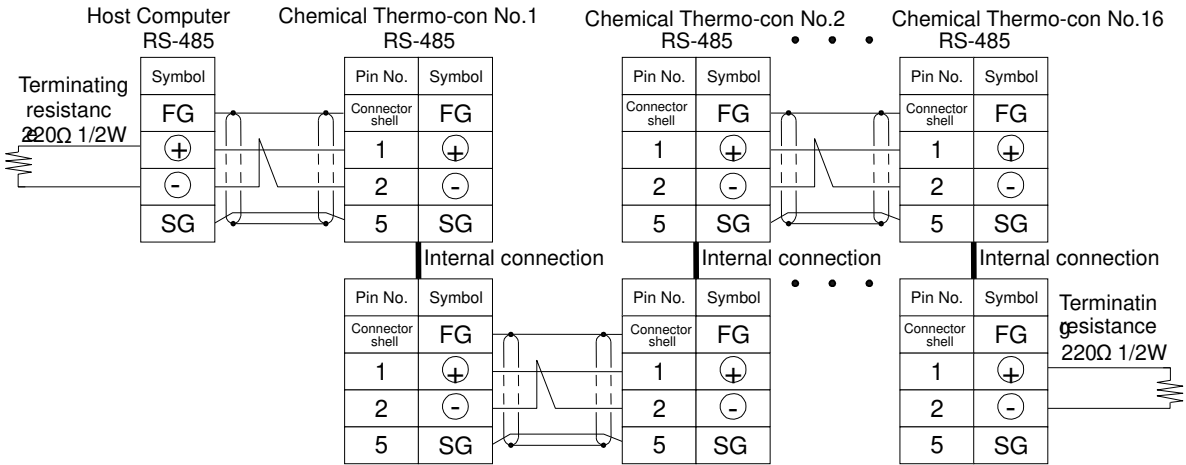 Host Computer
RS-485
Chemical Thermo-con No.1
RS-485
Chemical Thermo-con No.2
RS-485
Chemical Thermo-con No.16
RS-485
Terminating
resistanc
e
220Ω 1/2W
Symbol
FG
+
-
SG
Pin No. Symbol
Connector
shell
FG
1 +
2 -
5 SG
Pin No. Symbol
Connector
shell
FG
1 +
2 -
5 SG
Pin No. Symbol
Connector
shell
FG
1 +
2 -
5 SG
Internal connection
Internal connection
Internal connection
Pin No. Symbol
Connector
shell
FG
1 +
2 -
5 SG
Pin No. Symbol
Connector
shell
FG
1 +
2 -
5 SG
Pin No. Symbol
Connector
shell
FG
1 +
2 -
5 SG
Terminatin
g
resistance
220Ω 1/2W